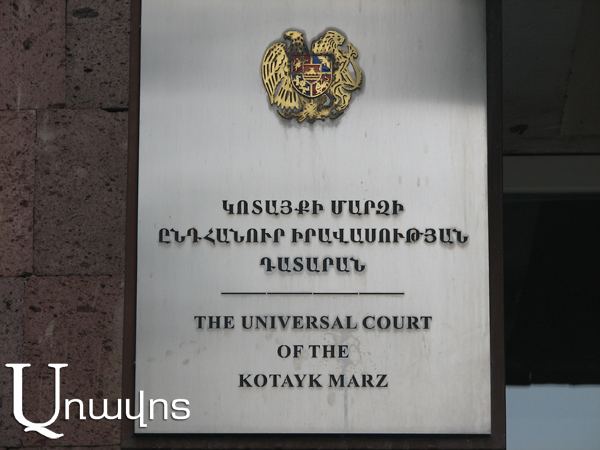 ԿՈՏԱՅՔԻ ՄԱՐԶԻ
ԸՆԴՀԱՆՈՒՐ ԻՐԱՎԱՍՈՒԹՅԱՆ
ԴԱՏԱՐԱՆ
THE UNIVERSAL COURT
OF THE
KOTAYK MARZ
Առավոտ